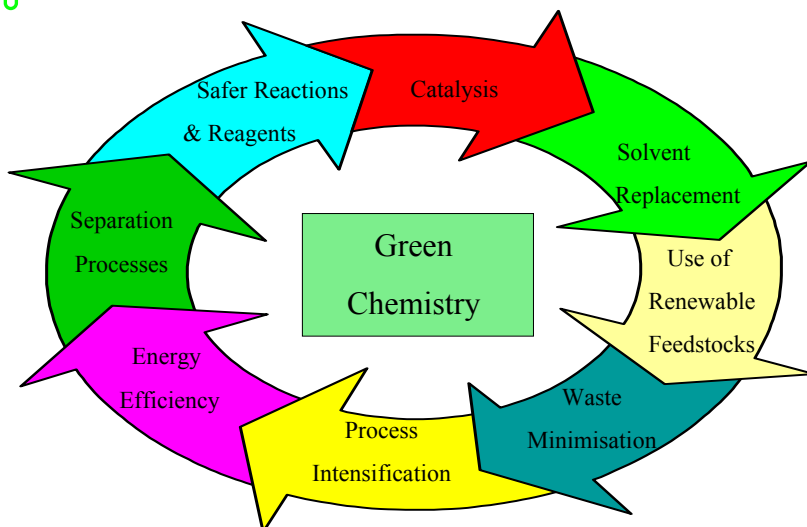 Safer Reactions
& Reagents
Catalysis
Solvent
Replacement
Use of
Renewable
Feedstocks
Waste
Minimisation
Process
Intensification
Energy
Efficiency
Separation
Processes
Green
Chemistry